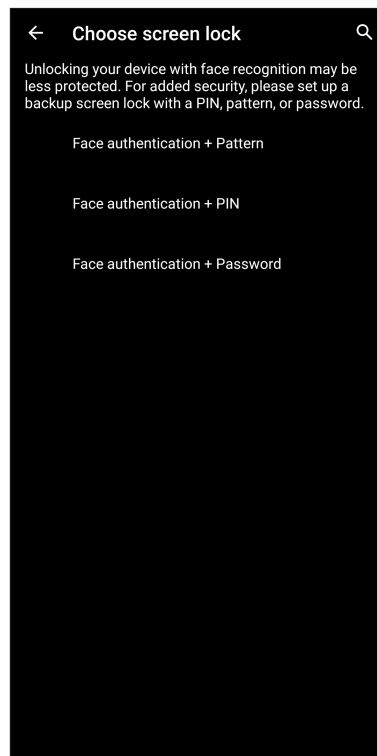 Choose screen lock
Unlocking your device with face recognition may be
less protected. For added security, please set up a
backup screen lock with a PIN, pattern, or password.
Face authentication + Pattern
Face authentication + PIN
Face authentication + Password